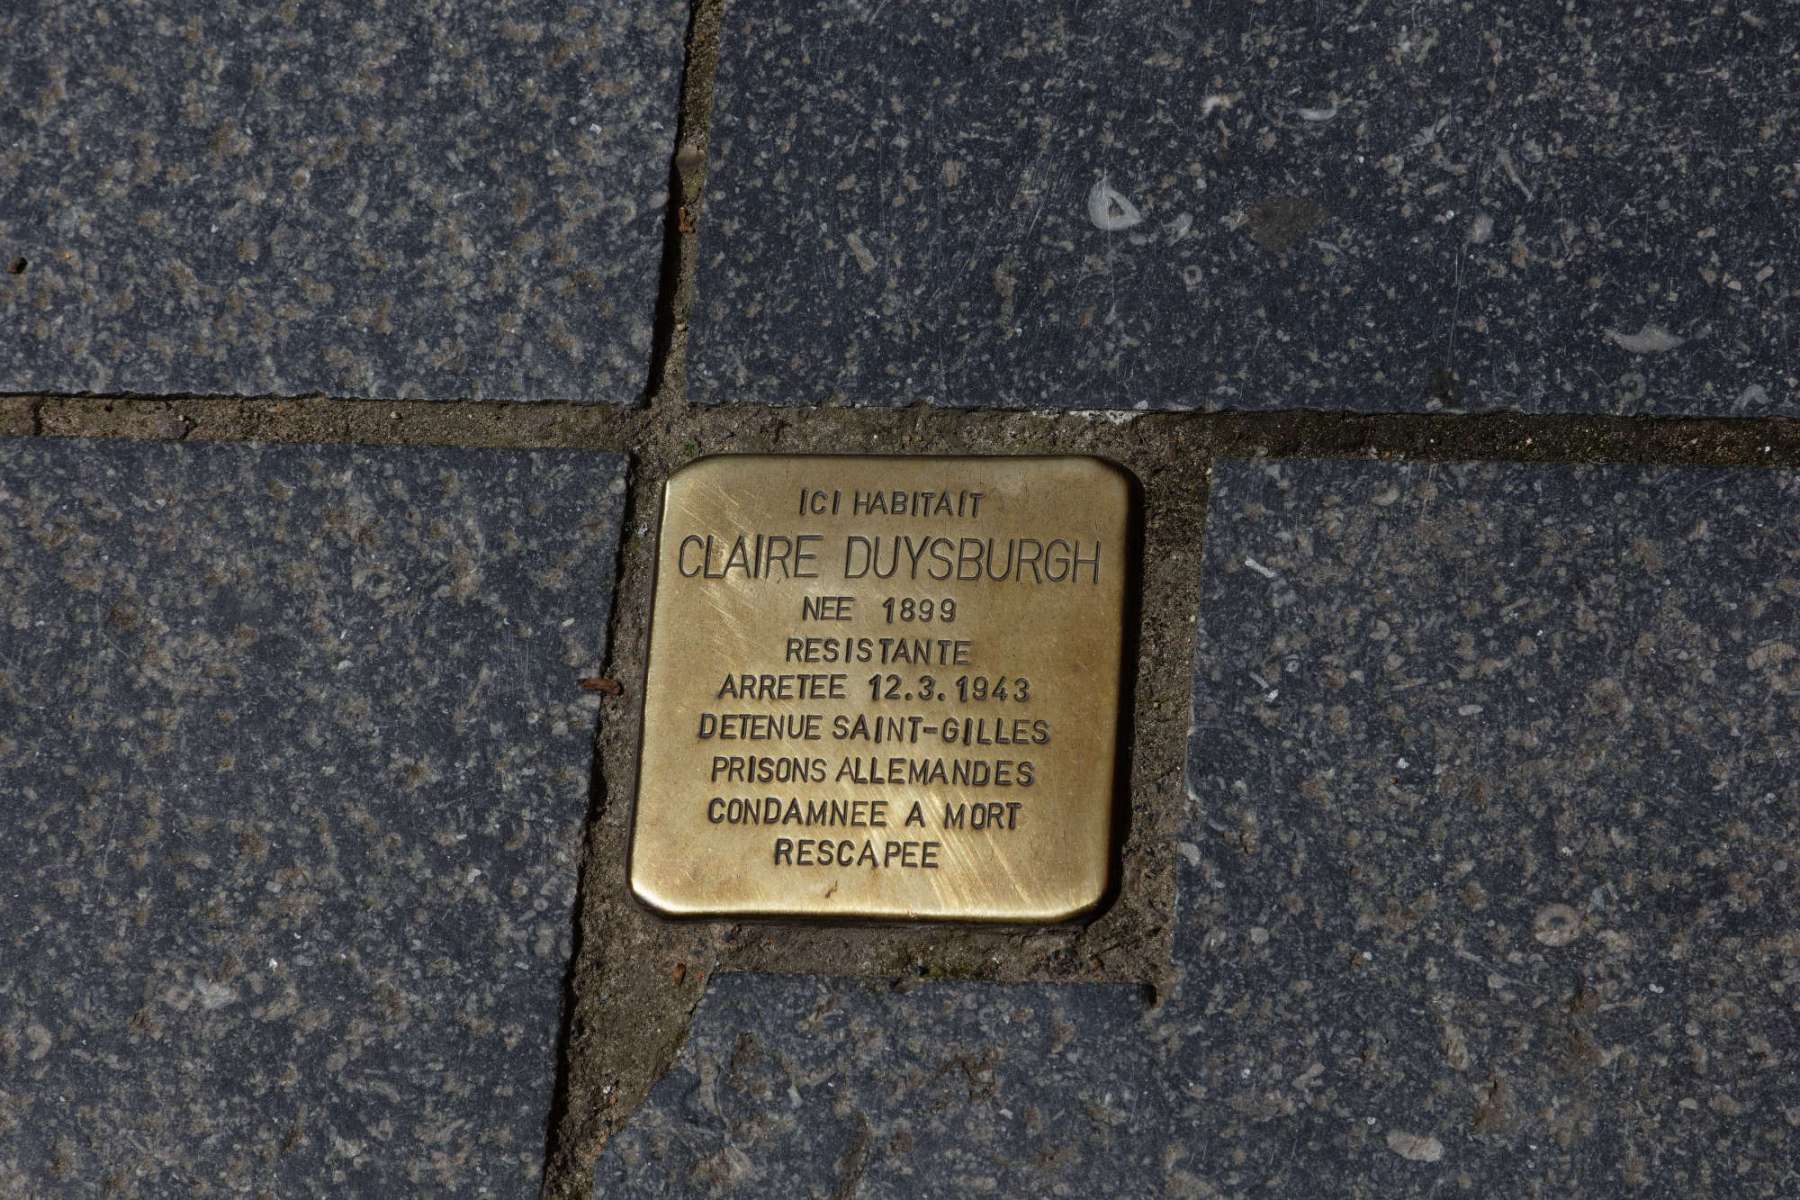 ICI HABITAIT
CLAIRE DUYSBURGH
NEE 1899
RESISTANTE
ARRETEE 12.3.1943
DETENUE SAINT-GILLES
PRISONS ALLEMANDES
CONDAMNEE A MORT
RESCAPEE